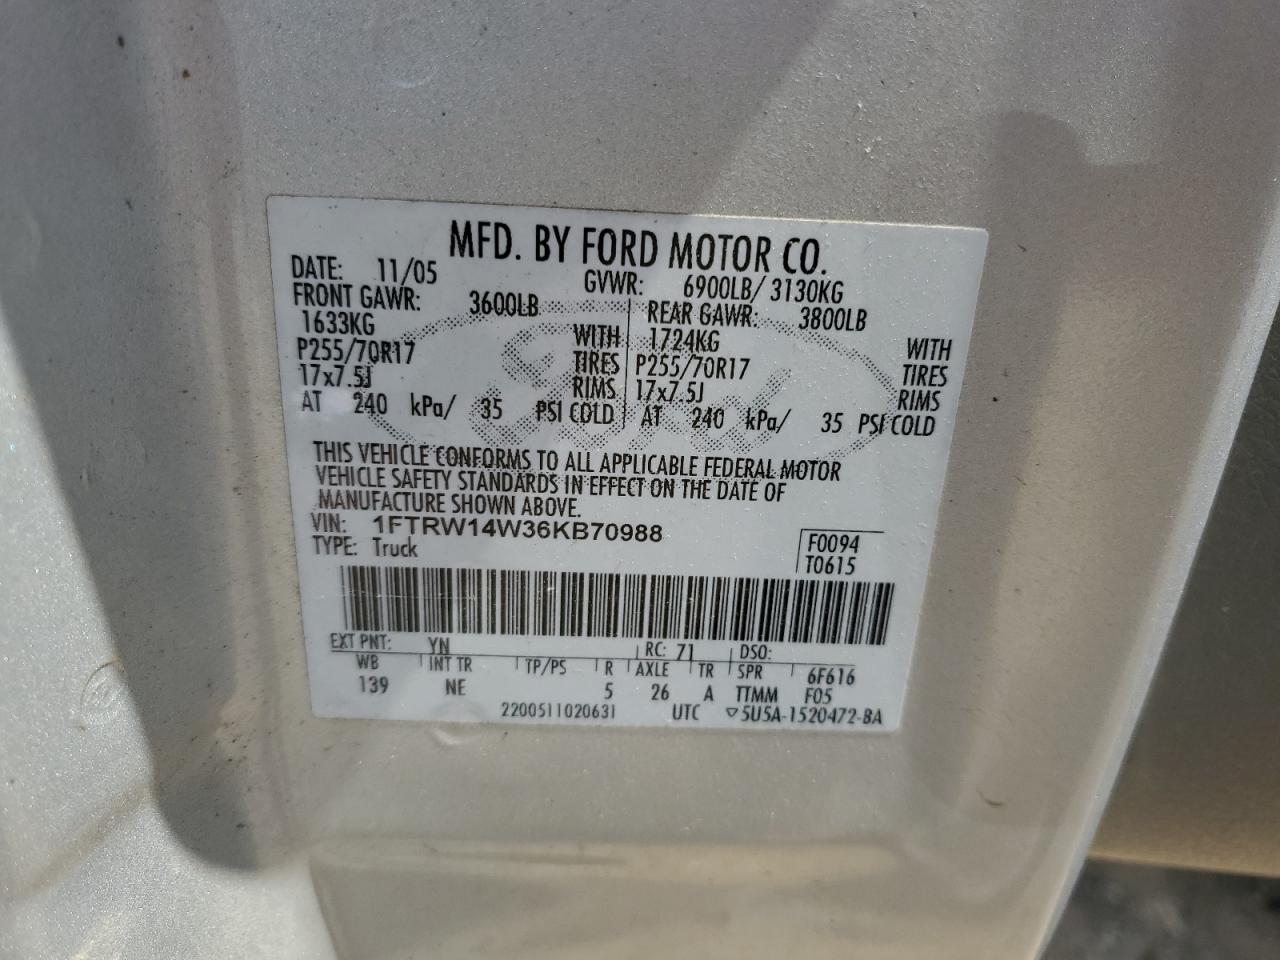 MFD. BY FORD MOTOR CO.
DATE: 11/05 GVWR: 6900LB/ 3130KG
FRONT GAWR: 3600LB REAR GAWR: 3800LB
1633KG WITH 1724KG WITH
P255/70R17 TIRES P255/70R17 TIRES
17x7.5J RIMS 17x7.5J RIMS
AT 240 kPa/ 35 PSI COLD AT 240 kPa/ 35 PSI COLD
THIS VEHICLE CONFORMS TO ALL APPLICABLE FEDERAL MOTOR
VEHICLE SAFETY STANDARDS IN EFFECT ON THE DATE OF
MANUFACTURE SHOWN ABOVE.
VIN: 1FTRW14W36KB70988 F0094
TYPE: Truck T0615
EXT PNT: YN RC: 71 DSO:
WB INT TR TP/PS R AXLE TR SPR 6F616
139 NE 5 26 A TTMM F05
2200511020631 UTC ▽5U5A-1520472-BA